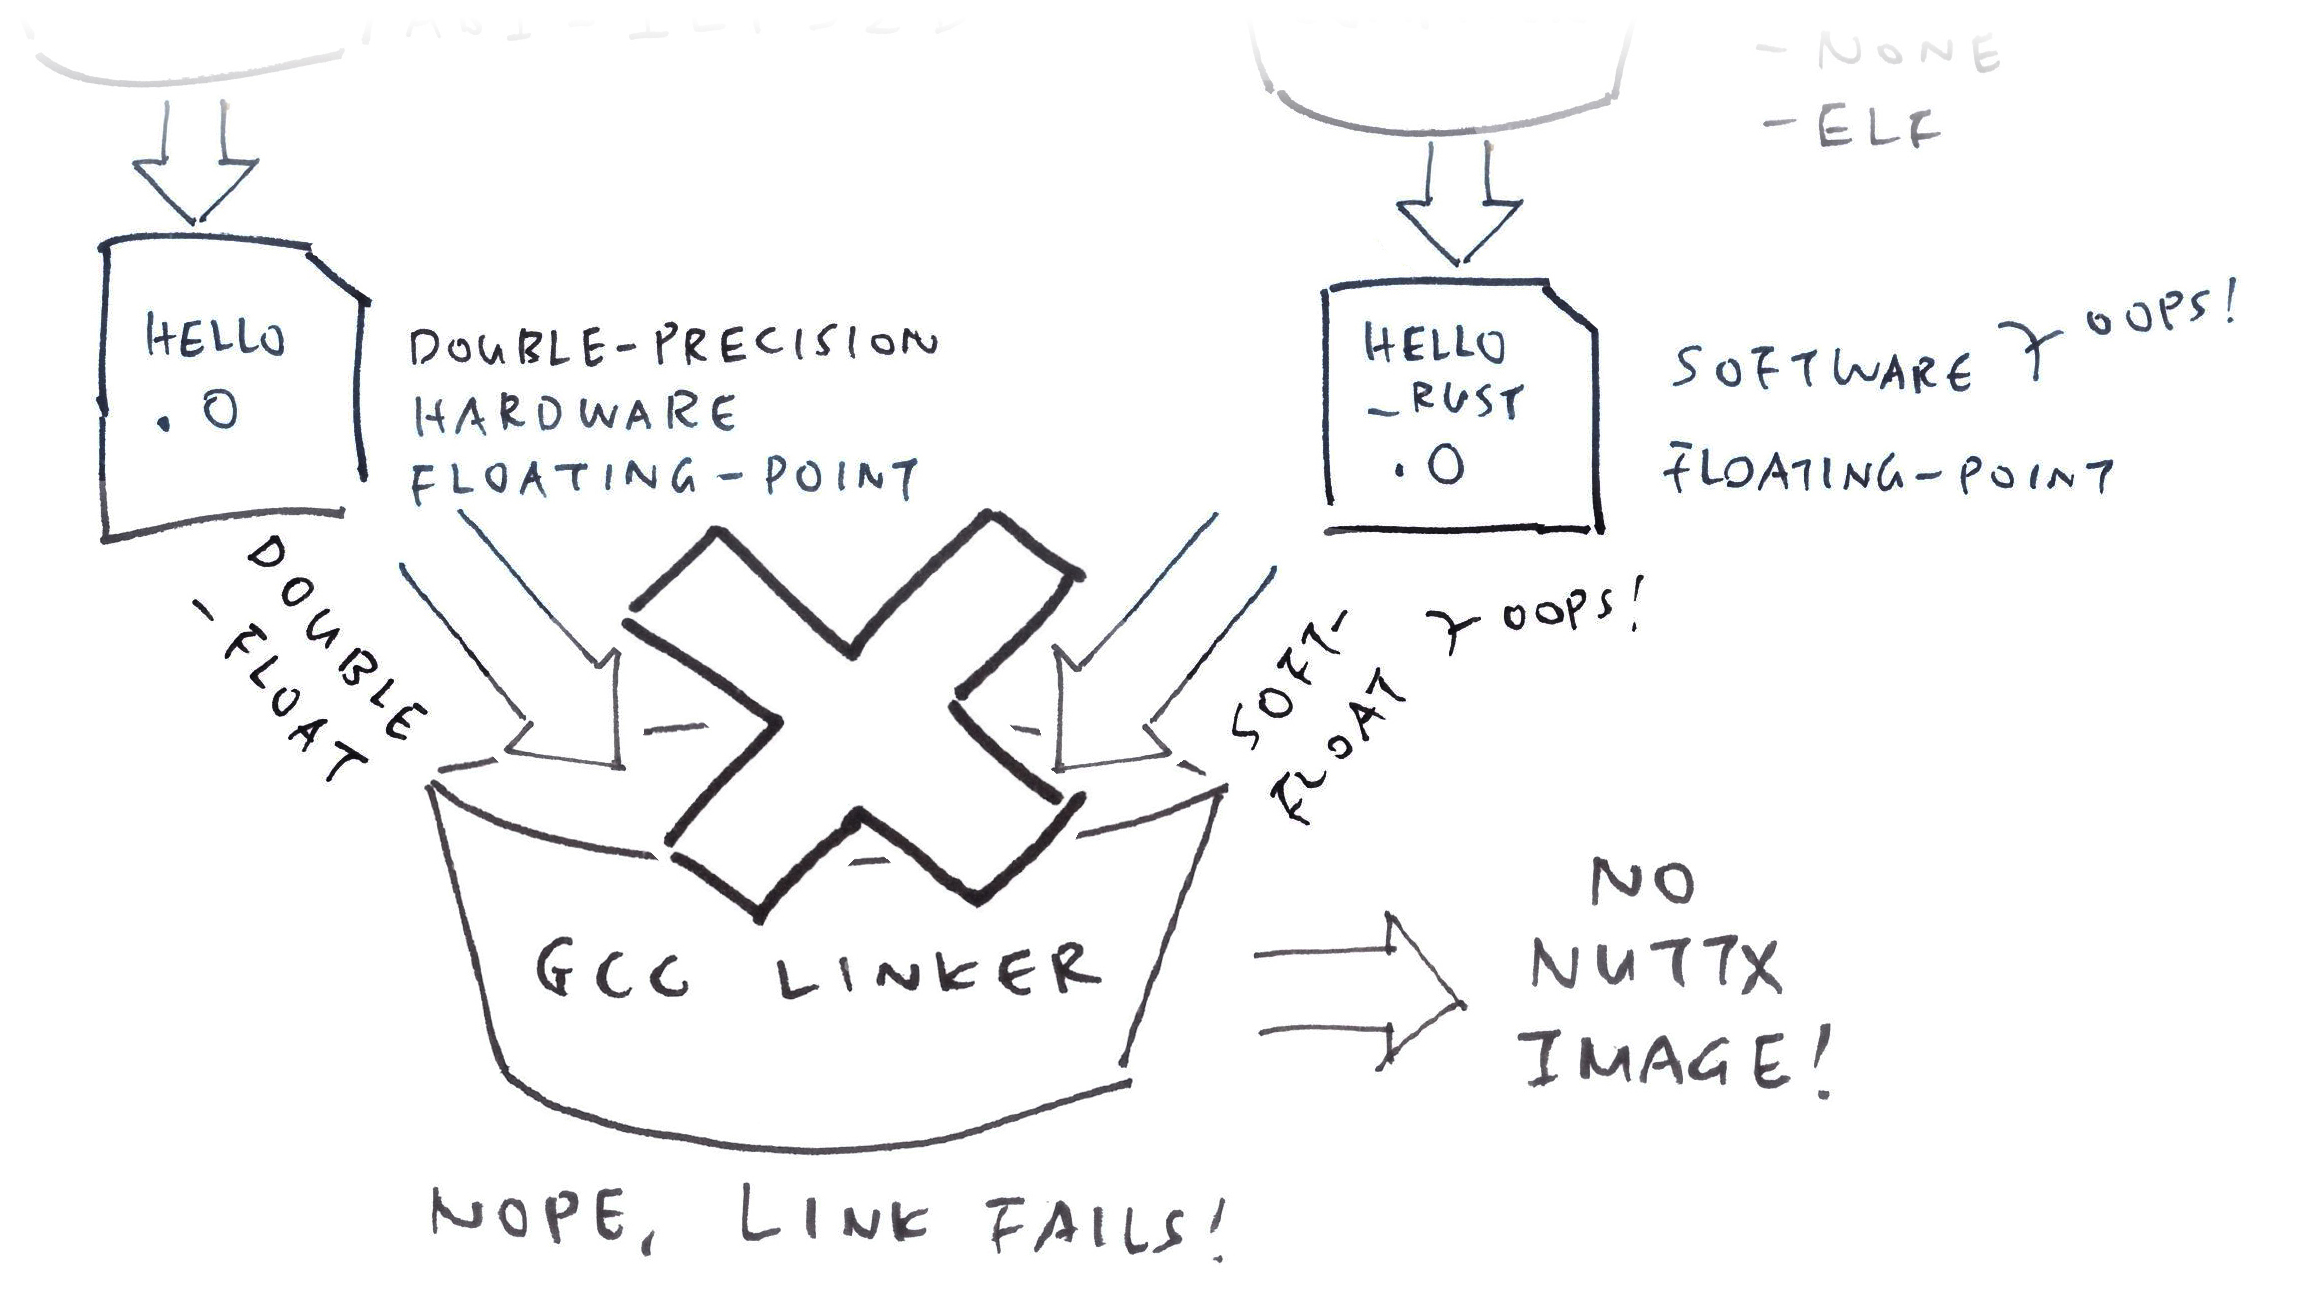 - NONE
- ELF
HELLO
.O
DOUBLE-PRECISION
HARDWARE
FLOATING-POINT
HELLO
_RUST
.O
SOFTWARE
OOPS!
FLOATING-POINT
DOUBLE
-FLOAT
SOFT-
FLOAT
OOPS!
GCC LINKER
NO
NUTTX
IMAGE!
NOPE, LINK FAILS!